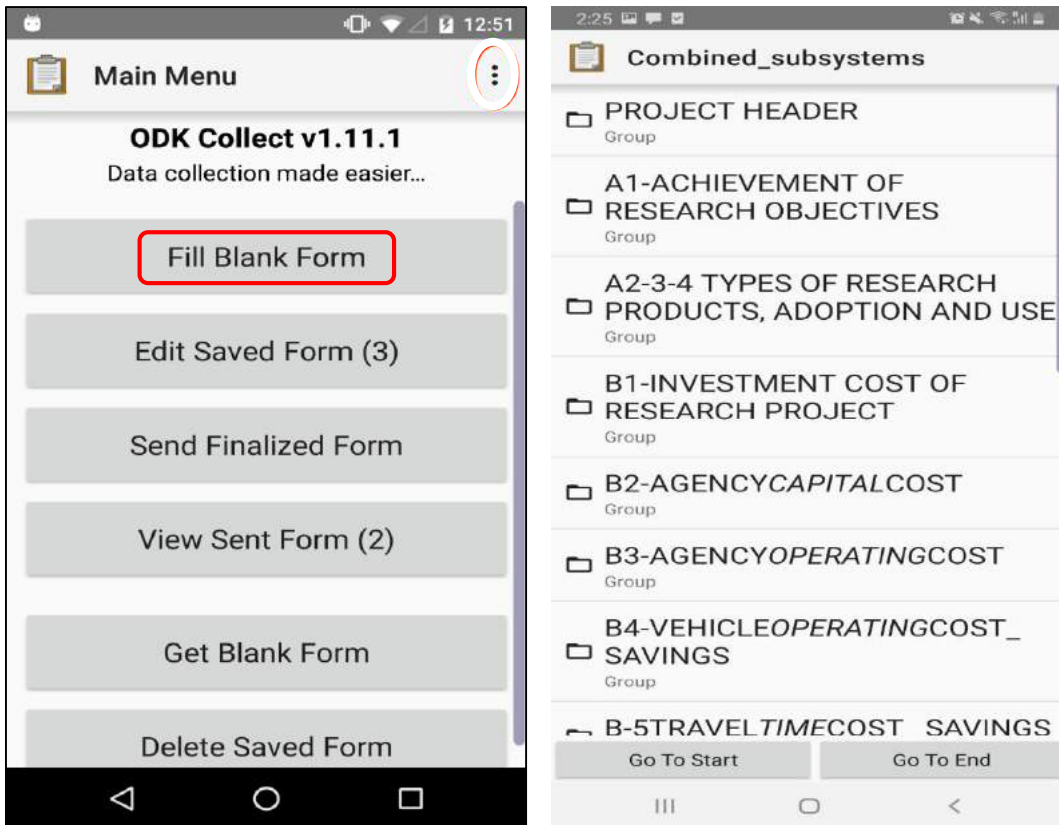 12:51
Main Menu
ODK Collect v1.11.1
Data collection made easier...
Fill Blank Form
Edit Saved Form (3)
Send Finalized Form
View Sent Form (2)
Get Blank Form
Delete Saved Form
2:25
Combined_subsystems
PROJECT HEADER
Group
A1-ACHIEVEMENT OF
RESEARCH OBJECTIVES
Group
A2-3-4 TYPES OF RESEARCH
PRODUCTS, ADOPTION AND USE
Group
B1-INVESTMENT COST OF
RESEARCH PROJECT
Group
B2-AGENCYCAPITALCOST
Group
B3-AGENCYOPERATINGCOST
Group
B4-VEHICLEOPERATINGCOST_
SAVINGS
Group
B-5TRAVELTIMECOST SAVINGS
Go To Start
Go To End